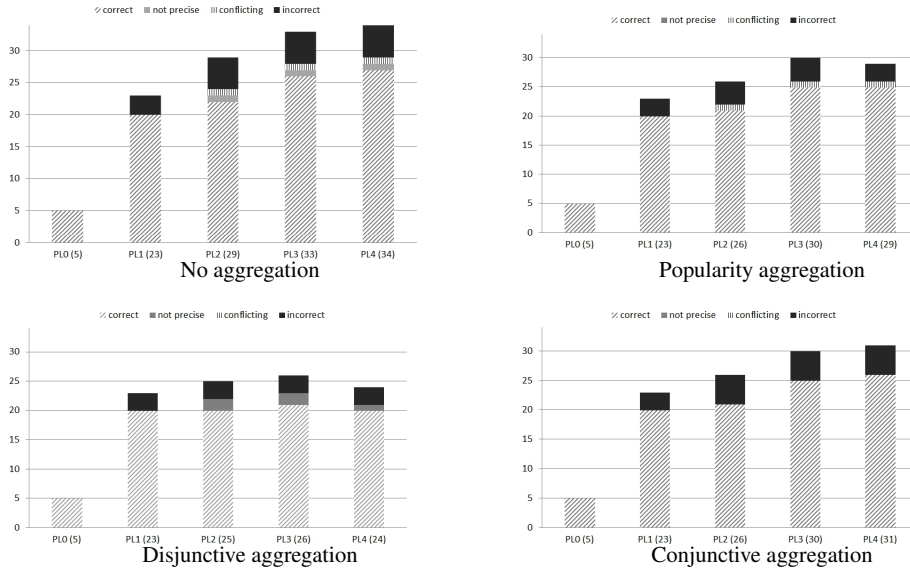 correct not precise conflicting incorrect
30
25
20
15
10
5
0
PL0 (5) PL1 (23) PL2 (29) PL3 (33) PL4 (34)
No aggregation
correct not precise conflicting incorrect
30
25
20
15
10
5
0
PL0 (5) PL1 (23) PL2 (26) PL3 (30) PL4 (29)
Popularity aggregation
correct not precise conflicting incorrect
30
25
20
15
10
5
0
PL0 (5) PL1 (23) PL2 (25) PL3 (26) PL4 (24)
Disjunctive aggregation
correct not precise conflicting incorrect
30
25
20
15
10
5
0
PL0 (5) PL1 (23) PL2 (26) PL3 (30) PL4 (31)
Conjunctive aggregation